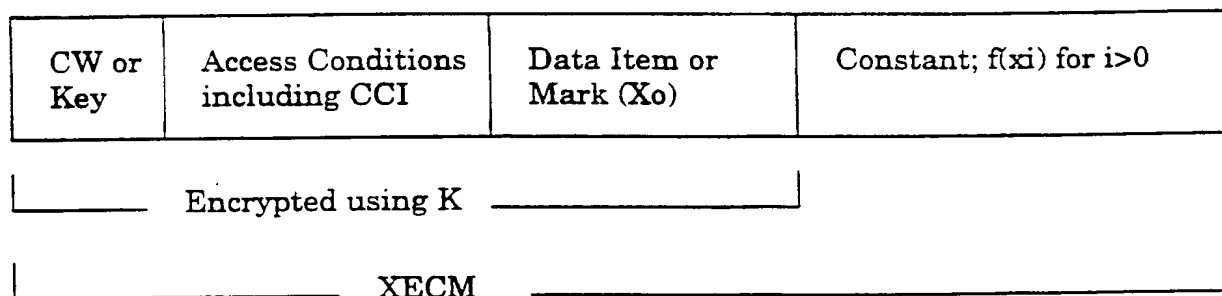 CW or Key
Access Conditions including CCI
Data Item or Mark (Xo)
Constant; f(xi) for i>0
Encrypted using K
XECM